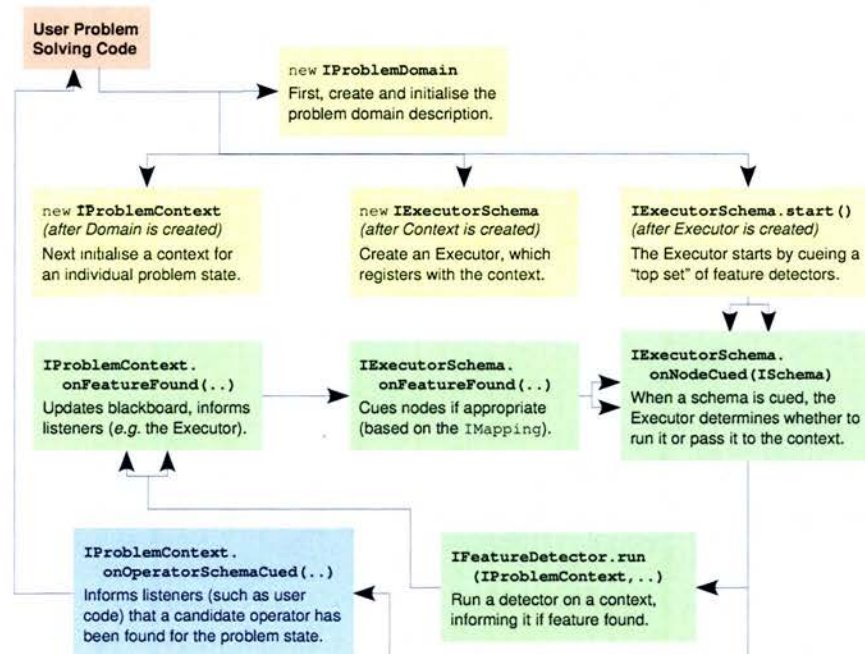 User Problem
Solving Code
new IProblemDomain
First, create and initialise the
problem domain description.
new IProblemContext
(after Domain is created)
Next initialise a context for
an individual problem state.
new IExecutorSchema
(after Context is created)
Create an Executor, which
registers with the context.
IExecutorSchema.start()
(after Executor is created)
The Executor starts by cueing a
"top set" of feature detectors.
IProblemContext.
onFeatureFound(..)
Updates blackboard, informs
listeners (e.g. the Executor).
IExecutorSchema.
onFeatureFound(..)
Cues nodes if appropriate
(based on the IMapping).
IExecutorSchema.
onNodeCued(ISchema)
When a schema is cued, the
Executor determines whether to
run it or pass it to the context.
IProblemContext.
onOperatorSchemaCued(..)
Informs listeners (such as user
code) that a candidate operator has
been found for the problem state.
IFeatureDetector.run
(IProblemContext,..)
Run a detector on a context,
informing it if feature found.